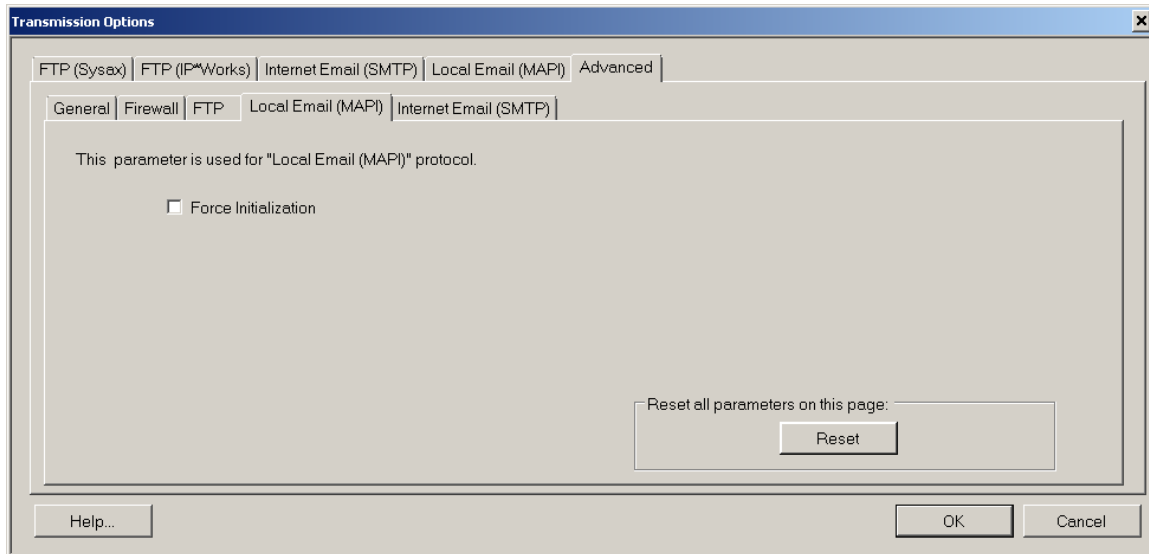 Transmission Options
FTP (Sysax) FTP (IP*Works) Internet Email (SMTP) Local Email (MAPI) Advanced
General Firewall FTP Local Email (MAPI) Internet Email (SMTP)
This parameter is used for "Local Email (MAPI)" protocol.
Force Initialization
Reset all parameters on this page:
Reset
Help... OK Cancel